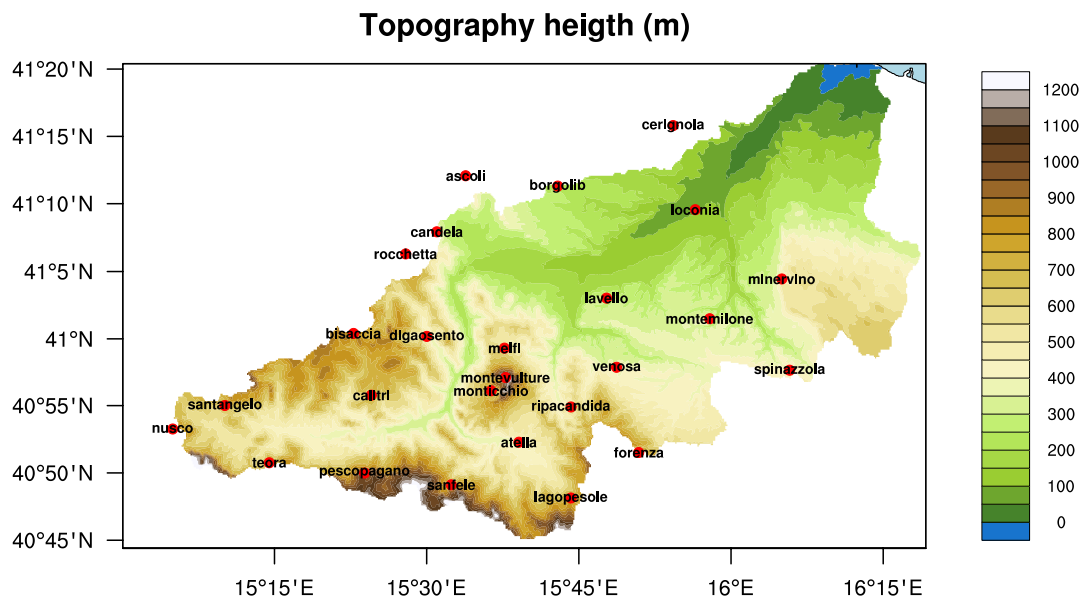 Topography heigth (m)
41°20'N
41°15'N
41°10'N
41°5'N
41°N
40°55'N
40°50'N
40°45'N
cerignola
ascoli
borgolib
loconia
candela
rocchetta
minervino
lavello
montemilone
bisaccia
digaosento
melfi
venosa
spinazzola
montevulture
monticchio
calitri
santangelo
ripacandida
nusco
atella
forenza
teora
pescopagano
sanfele
lagopesole
15°15'E
15°30'E
15°45'E
16°E
16°15'E
1200
1100
1000
900
800
700
600
500
400
300
200
100
0